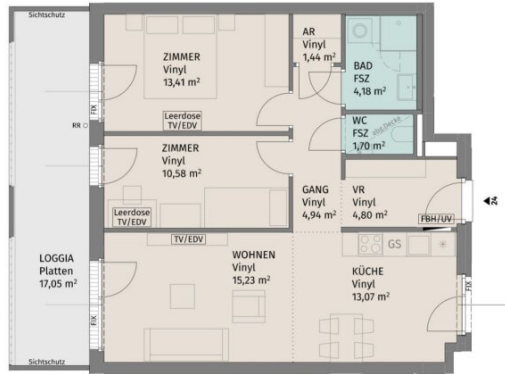 Sichtschutz
ZIMMER
Vinyl
13,41 m²
Leerdose
TV/EDV
FIX
RR
AR
Vinyl
1,44 m²
BAD
FSZ
4,18 m²
WC
FSZ
1,70 m²
abg.Decke
ZIMMER
Vinyl
10,58 m²
Leerdose
TV/EDV
GANG
Vinyl
4,94 m²
VR
Vinyl
4,80 m²
FBH/UV
24
LOGGIA
Platten
17,05 m²
TV/EDV
WOHNEN
Vinyl
15,23 m²
GS
KÜCHE
Vinyl
13,07 m²
FIX
FIX
Sichtschutz